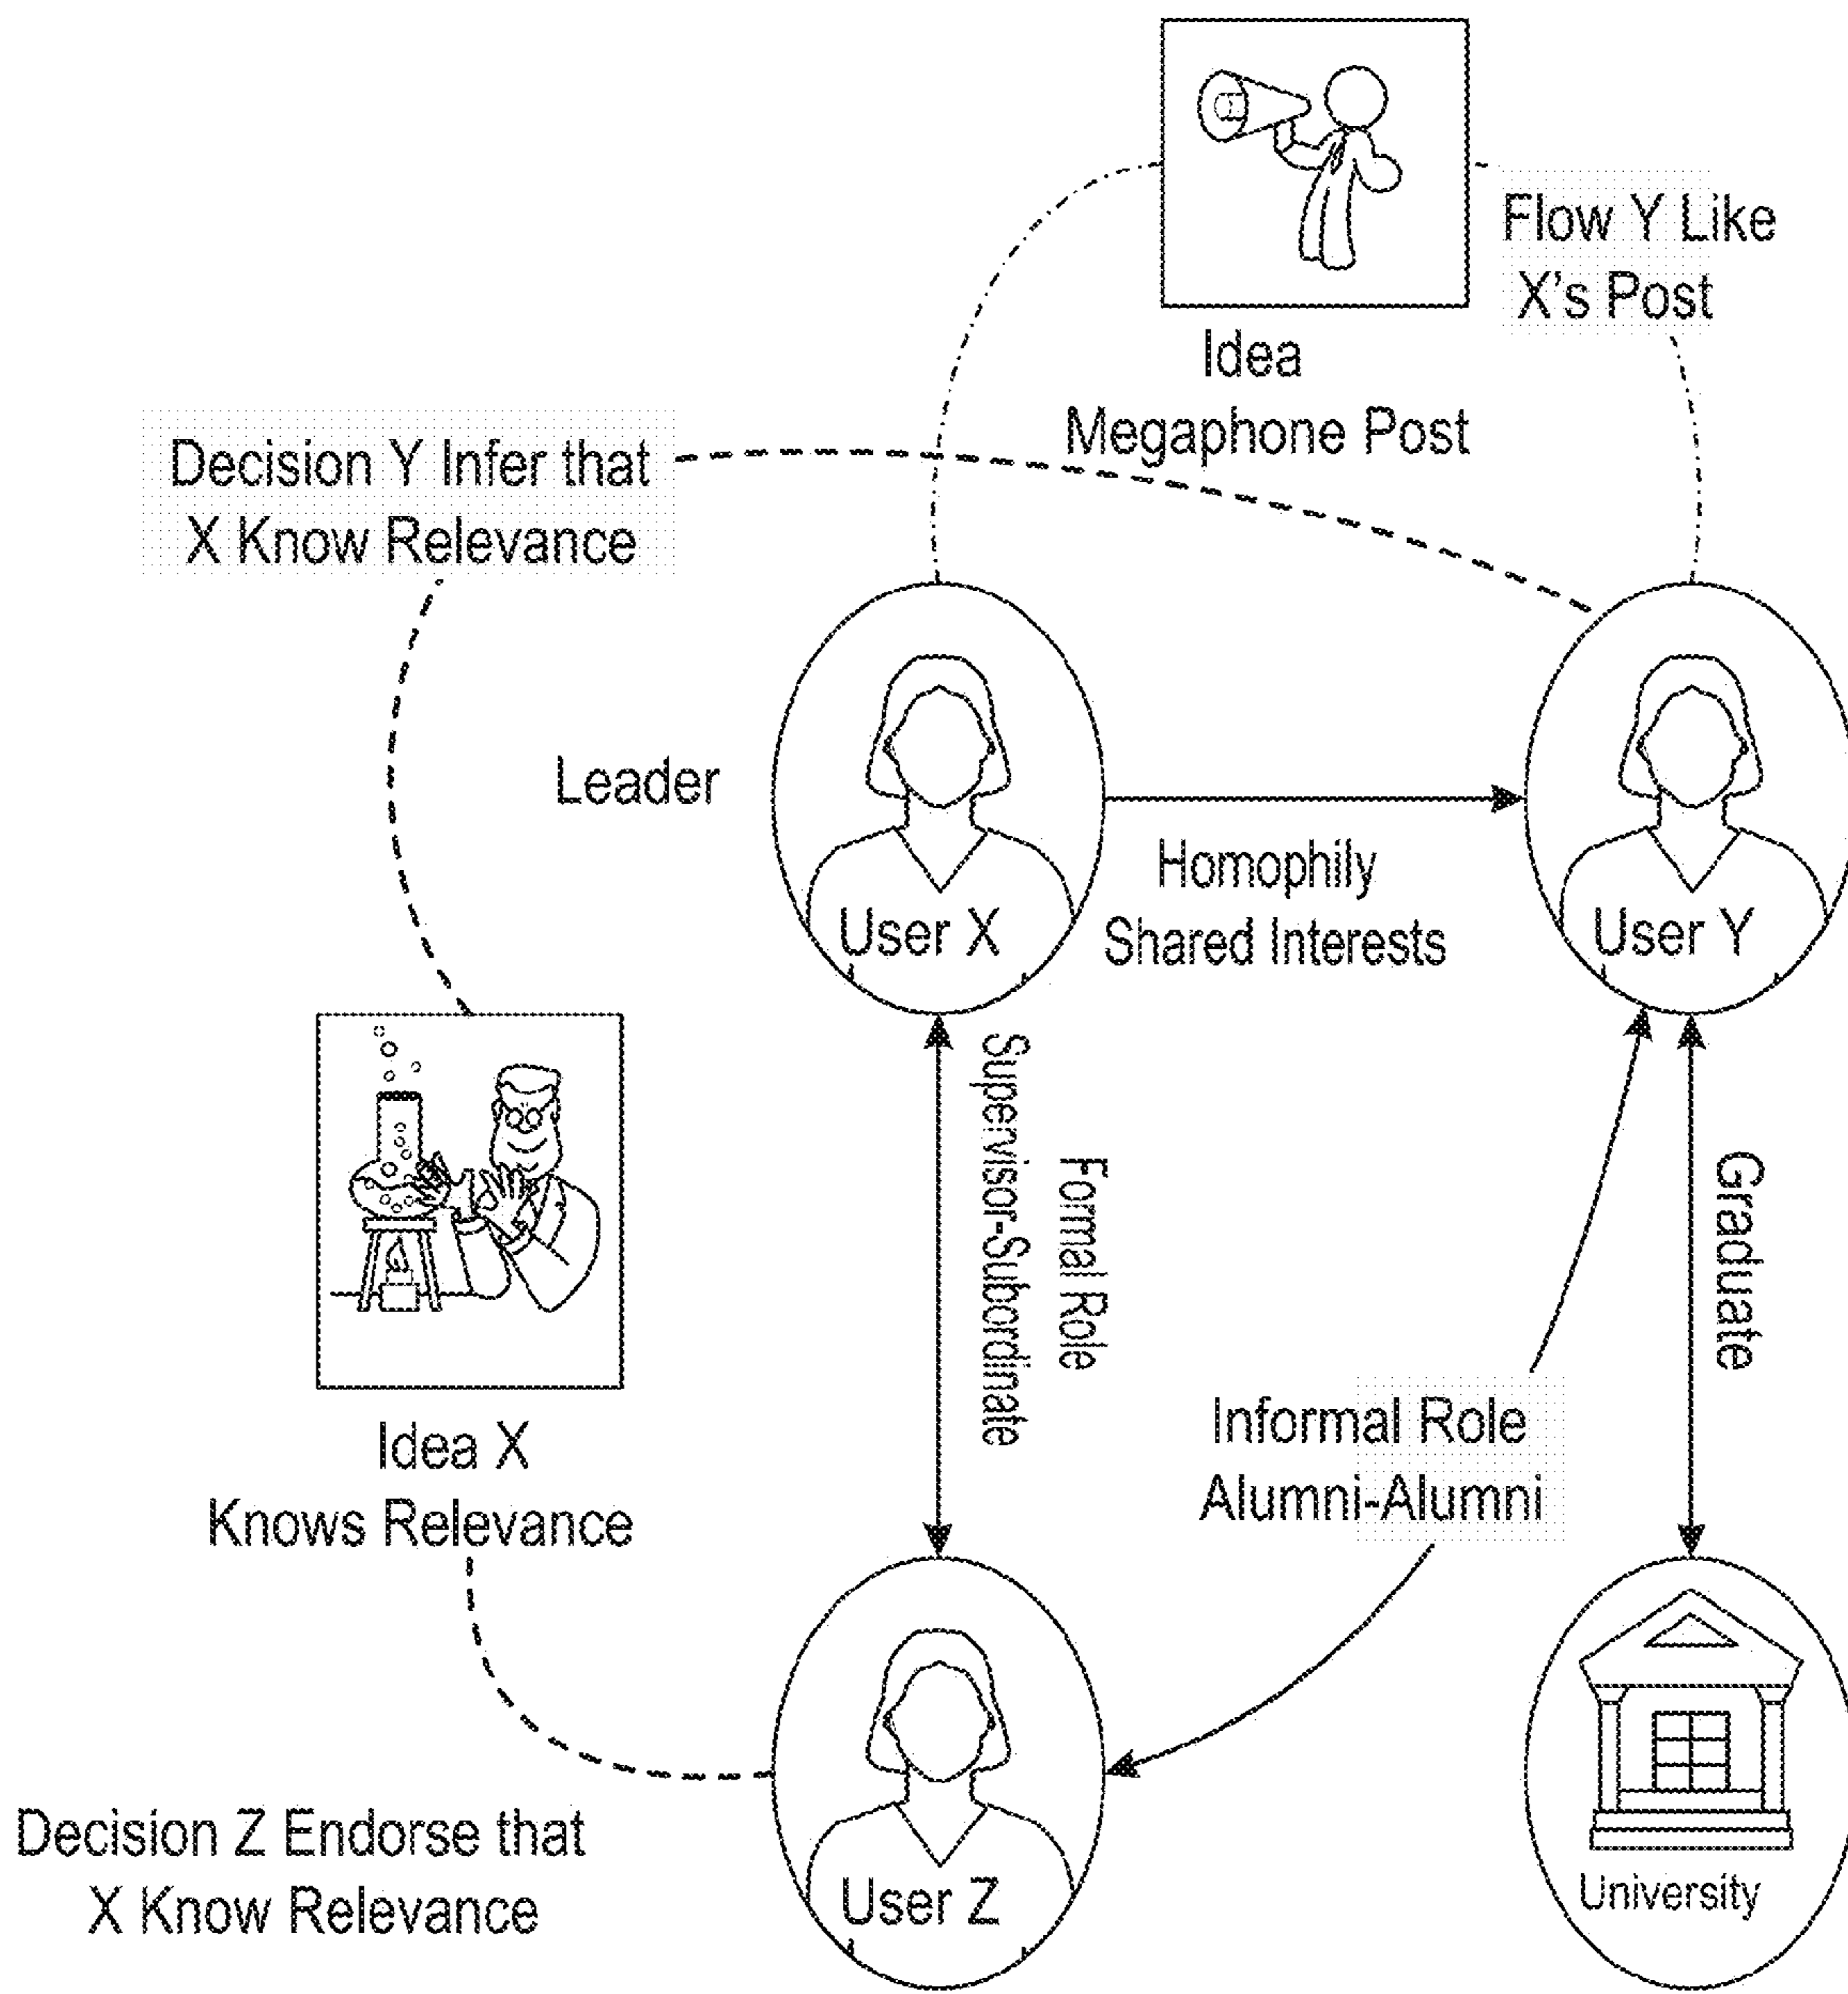 Flow Y Like
X's Post
Idea
Megaphone Post
Decision Y Infer that
X Know Relevance
Leader
User X
Homophily
Shared Interests
User Y
Formal Role
Supervisor-Subordinate
Graduate
Idea X
Knows Relevance
Informal Role
Alumni-Alumni
Decision Z Endorse that
X Know Relevance
User Z
University